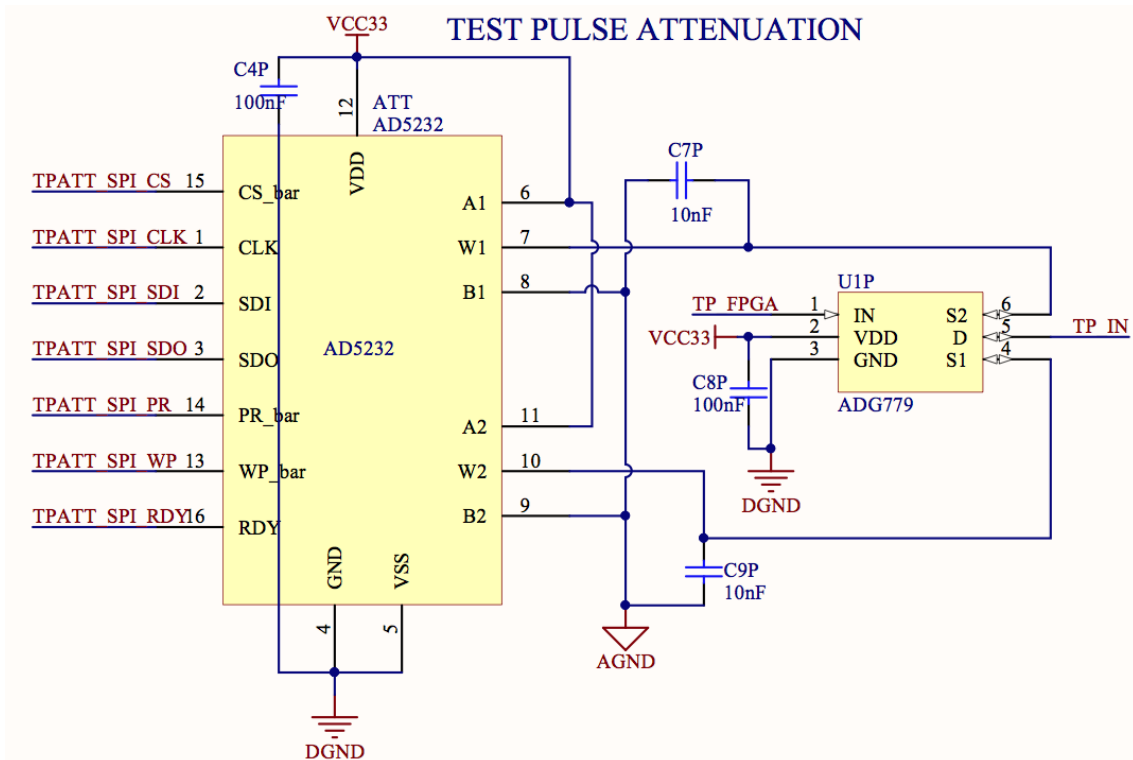 TEST PULSE ATTENUATION
VCC33
C4P
100nF
12
ATT
AD5232
VDD
TPATT_SPI_CS 15 CS_bar
TPATT_SPI_CLK 1 CLK
TPATT_SPI_SDI 2 SDI
TPATT_SPI_SDO 3 SDO
TPATT_SPI_PR 14 PR_bar
TPATT_SPI_WP 13 WP_bar
TPATT_SPI_RDY 16 RDY
AD5232
A1 6
W1 7
B1 8
A2 11
W2 10
B2 9
GND
VSS
4
5
DGND
C7P
10nF
C9P
10nF
AGND
U1P
TP_FPGA 1 IN
VCC33 2 VDD
3 GND
S2 6
D 5 TP_IN
S1 4
ADG779
C8P
100nF
DGND